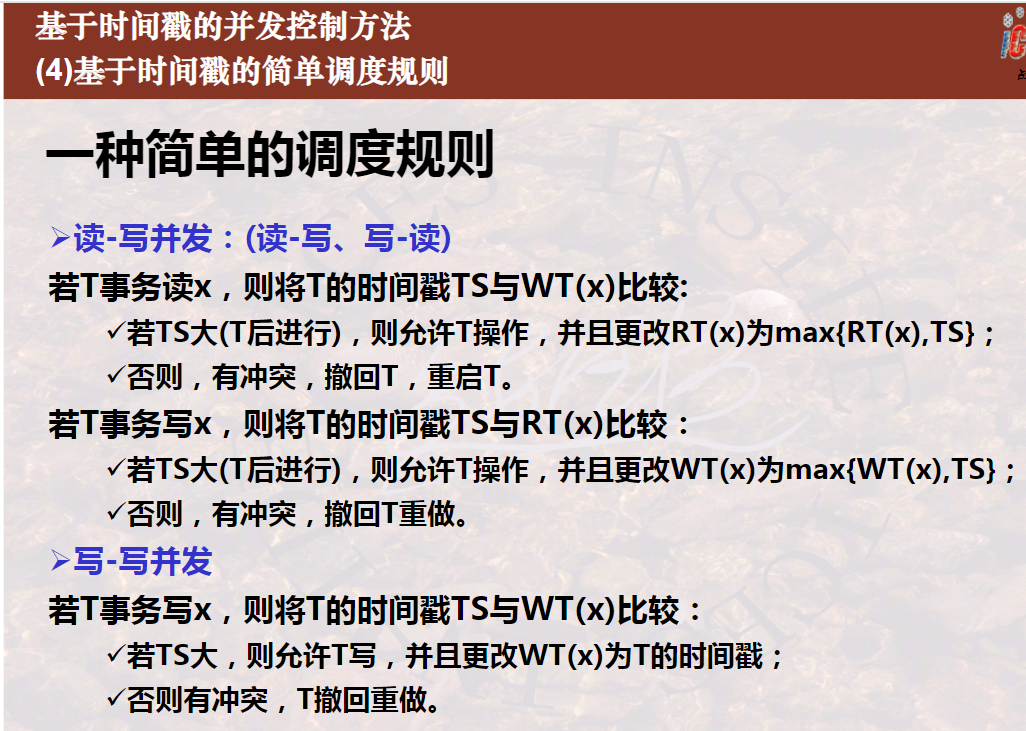 基于时间戳的并发控制方法
(4)基于时间戳的简单调度规则
一种简单的调度规则
➢读-写并发：(读-写、写-读)
若T事务读x，则将T的时间戳TS与WT(x)比较:
✓若TS大(T后进行)，则允许T操作，并且更改RT(x)为max{RT(x),TS}；
✓否则，有冲突，撤回T，重启T。
若T事务写x，则将T的时间戳TS与RT(x)比较：
✓若TS大(T后进行)，则允许T操作，并且更改WT(x)为max{WT(x),TS}；
✓否则，有冲突，撤回T重做。
➢写-写并发
若T事务写x，则将T的时间戳TS与WT(x)比较：
✓若TS大，则允许T写，并且更改WT(x)为T的时间戳；
✓否则有冲突，T撤回重做。